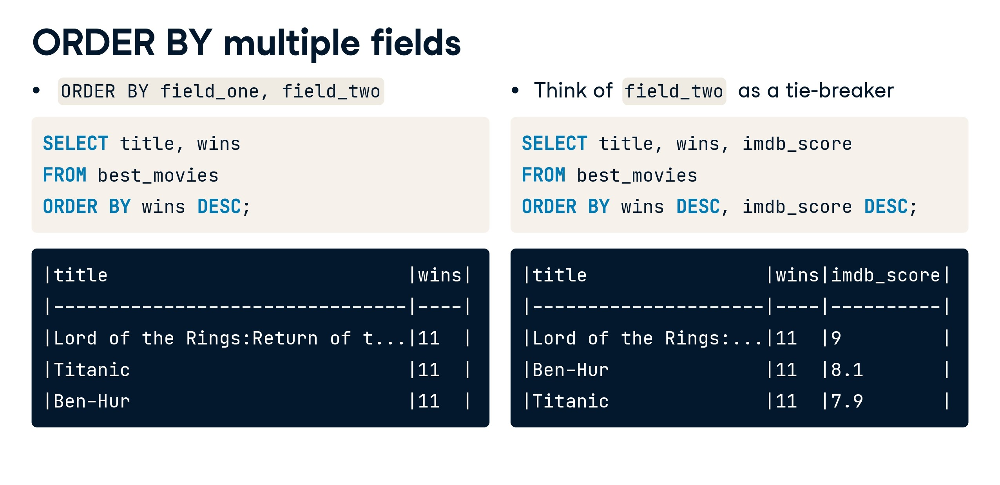 ORDER BY multiple fields
• ORDER BY field_one, field_two
SELECT title, wins
FROM best_movies
ORDER BY wins DESC;
|title                           |wins|
|--------------------------------|----|
|Lord of the Rings:Return of t...|11  |
|Titanic                         |11  |
|Ben-Hur                         |11  |
• Think of field_two as a tie-breaker
SELECT title, wins, imdb_score
FROM best_movies
ORDER BY wins DESC, imdb_score DESC;
|title                |wins|imdb_score|
|---------------------|----|----------|
|Lord of the Rings:...|11  |9         |
|Ben-Hur              |11  |8.1       |
|Titanic              |11  |7.9       |